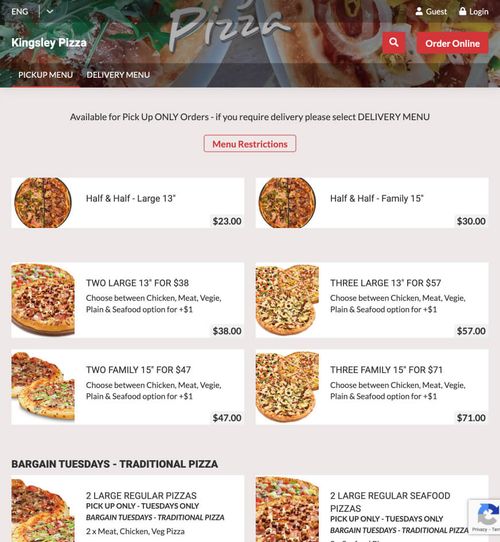 ENG
Guest
Login
Pizza
Kingsley Pizza
Order Online
PICKUP MENU
DELIVERY MENU
Available for Pick Up ONLY Orders - if you require delivery please select DELIVERY MENU
Menu Restrictions
Half & Half - Large 13"
$23.00
Half & Half - Family 15"
$30.00
TWO LARGE 13" FOR $38
Choose between Chicken, Meat, Vegie,
Plain & Seafood option for +$1
$38.00
THREE LARGE 13" FOR $57
Choose between Chicken, Meat, Vegie,
Plain & Seafood option for +$1
$57.00
TWO FAMILY 15" FOR $47
Choose between Chicken, Meat, Vegie,
Plain & Seafood option for +$1
$47.00
THREE FAMILY 15" FOR $71
Choose between Chicken, Meat, Vegie,
Plain & Seafood option for +$1
$71.00
BARGAIN TUESDAYS - TRADITIONAL PIZZA
2 LARGE REGULAR PIZZAS
PICK UP ONLY - TUESDAYS ONLY
BARGAIN TUESDAYS - TRADITIONAL PIZZA
2 x Meat, Chicken, Veg Pizza
2 LARGE REGULAR SEAFOOD
PIZZAS
PICK UP ONLY - TUESDAYS ONLY
BARGAIN TUESDAYS - TRADITIONAL PIZZA
Privacy